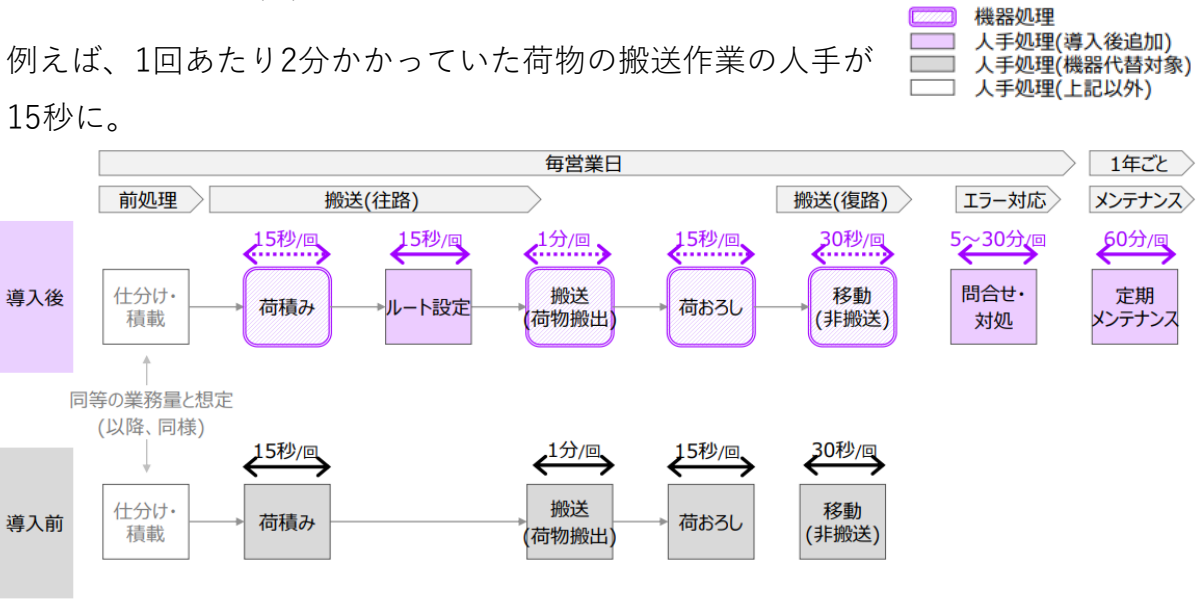 機器処理
人手処理(導入後追加)
人手処理(機器代替対象)
人手処理(上記以外)
例えば、1回あたり2分かかっていた荷物の搬送作業の人手が
15秒に。
毎営業日
1年ごと
前処理
搬送(往路)
搬送(復路)
エラー対応
メンテナンス
導入後
15秒/回
15秒/回
1分/回
15秒/回
30秒/回
5～30分/回
60分/回
仕分け・
積載
荷積み
ルート設定
搬送
(荷物搬出)
荷おろし
移動
(非搬送)
問合せ・
対処
定期
メンテナンス
同等の業務量と想定
(以降、同様)
導入前
15秒/回
1分/回
15秒/回
30秒/回
仕分け・
積載
荷積み
搬送
(荷物搬出)
荷おろし
移動
(非搬送)